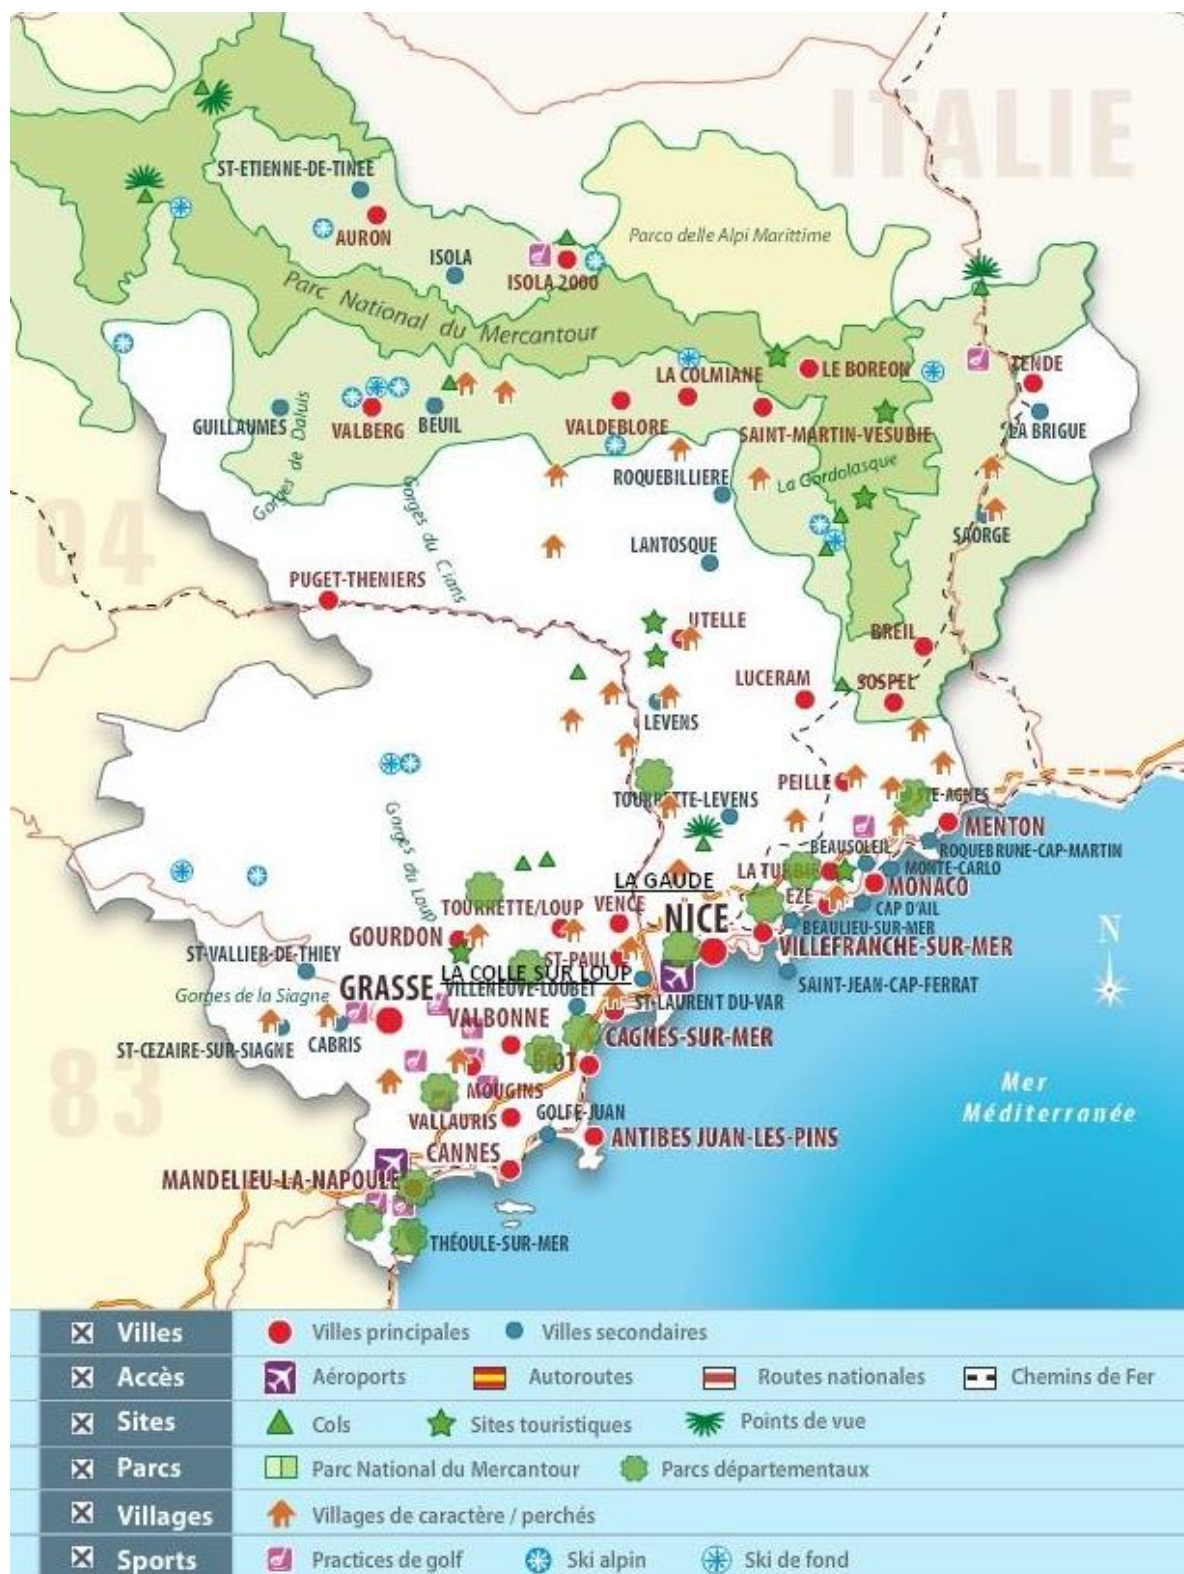 ITALIE
ST-ETIENNE-DE-TINEE
AURON
ISOLA
ISOLA 2000
Parco delle Alpi Marittime
Parc National du Mercantour
LE BOREON
TENDE
LA COLMIANE
GUILLAUMES
Gorges de Daluis
VALBERG
BEUIL
VALDEBLORE
SAINT-MARTIN-VESUBIE
LA BRIGUE
ROQUEBILLIERE
La Gordolasque
04
Gorges du Cians
LANTOSQUE
SAORGE
PUGET-THENIERS
UTELLE
BREIL
LUCERAM
SOSPEL
LEVENS
PEILLE
TOURRETTE-LEVENS
STE-AGNES
Gorges du Loup
MENTON
BEAUSOLEIL
ROQUEBRUNE-CAP-MARTIN
LA TURBIE
MONTE-CARLO
LA GAUDE
MONACO
EZE
CAP D'AIL
TOURRETTE/LOUP
VENCE
NICE
BEAULIEU-SUR-MER
N
GOURDON
VILLEFRANCHE-SUR-MER
ST-VALLIER-DE-THIEY
ST-PAUL
LA COLLE SUR LOUP
SAINT-JEAN-CAP-FERRAT
Gorges de la Siagne
GRASSE
VILLENEUVE-LOUBET
ST-LAURENT DU-VAR
VALBONNE
CAGNES-SUR-MER
ST-CEZAIRE-SUR-SIAGNE
CABRIS
BIOT
83
MOUGINS
Mer
Méditerranée
VALLAURIS
GOLFE-JUAN
ANTIBES JUAN-LES-PINS
CANNES
MANDELIEU-LA-NAPOULE
THÉOULE-SUR-MER
Villes Villes principales Villes secondaires
Accès Aéroports Autoroutes Routes nationales Chemins de Fer
Sites Cols Sites touristiques Points de vue
Parcs Parc National du Mercantour Parcs départementaux
Villages Villages de caractère / perchés
Sports Practices de golf Ski alpin Ski de fond